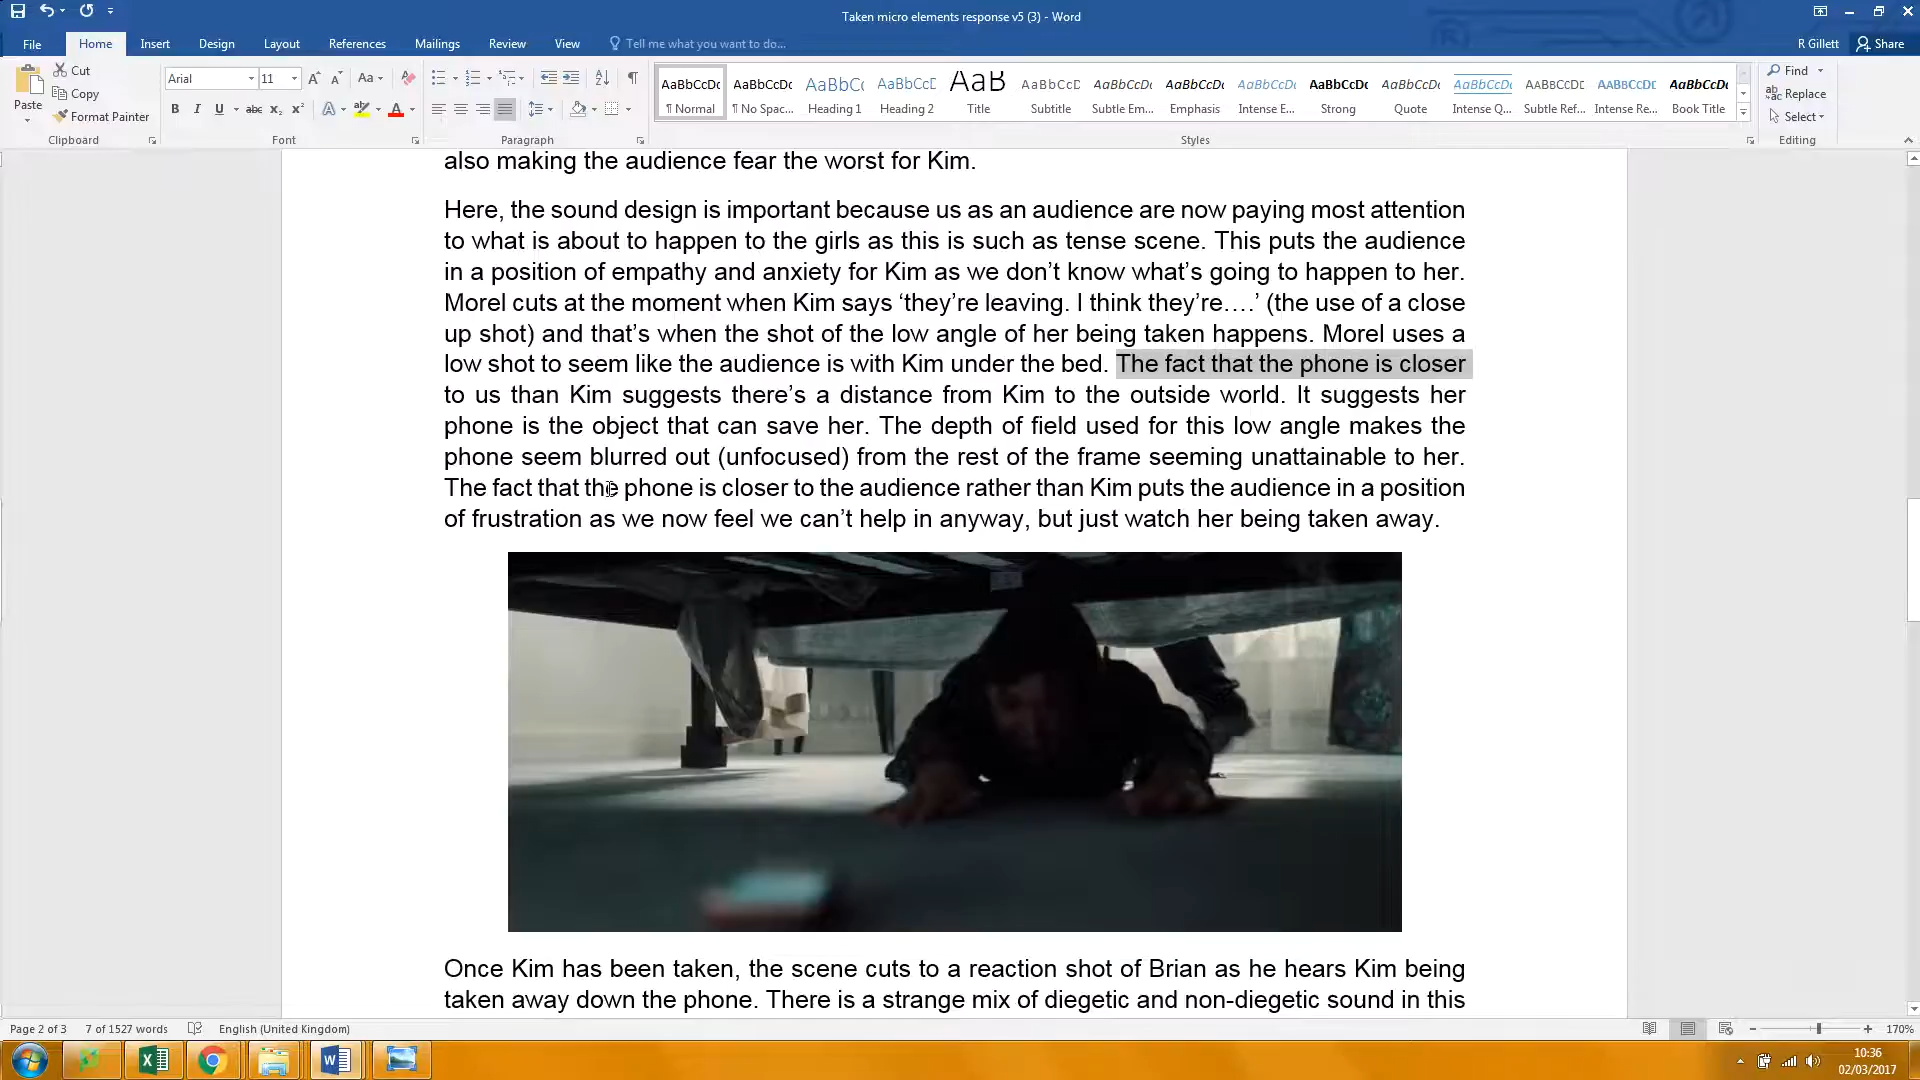 Taken micro elements response v5 (3) - Word
File Home Insert Design Layout References Mailings Review View Tell me what you want to do... R Gillett Share
Paste
Cut
Copy
Format Painter
Clipboard
Arial 11
Font
Paragraph
AaBbCcDc ¶ Normal
AaBbCcDc ¶ No Spac...
AaBbCc Heading 1
AaBbCcD Heading 2
AaB Title
AaBbCcD Subtitle
AaBbCcDc Subtle Em...
AaBbCcDc Emphasis
AaBbCcDc Intense E...
AaBbCcDc Strong
AaBbCcDc Quote
AaBbCcDc Intense Q...
AABBCCDE Subtle Ref...
AABBCCDE Intense Re...
AaBbCcDc Book Title
Styles
Find
Replace
Select
Editing
also making the audience fear the worst for Kim.
Here, the sound design is important because us as an audience are now paying most attention
to what is about to happen to the girls as this is such as tense scene. This puts the audience
in a position of empathy and anxiety for Kim as we don’t know what’s going to happen to her.
Morel cuts at the moment when Kim says ‘they’re leaving. I think they’re….’ (the use of a close
up shot) and that’s when the shot of the low angle of her being taken happens. Morel uses a
low shot to seem like the audience is with Kim under the bed. The fact that the phone is closer
to us than Kim suggests there’s a distance from Kim to the outside world. It suggests her
phone is the object that can save her. The depth of field used for this low angle makes the
phone seem blurred out (unfocused) from the rest of the frame seeming unattainable to her.
The fact that the phone is closer to the audience rather than Kim puts the audience in a position
of frustration as we now feel we can’t help in anyway, but just watch her being taken away.
Once Kim has been taken, the scene cuts to a reaction shot of Brian as he hears Kim being
taken away down the phone. There is a strange mix of diegetic and non-diegetic sound in this
Page 2 of 3 7 of 1527 words English (United Kingdom) 170%
10:36
02/03/2017